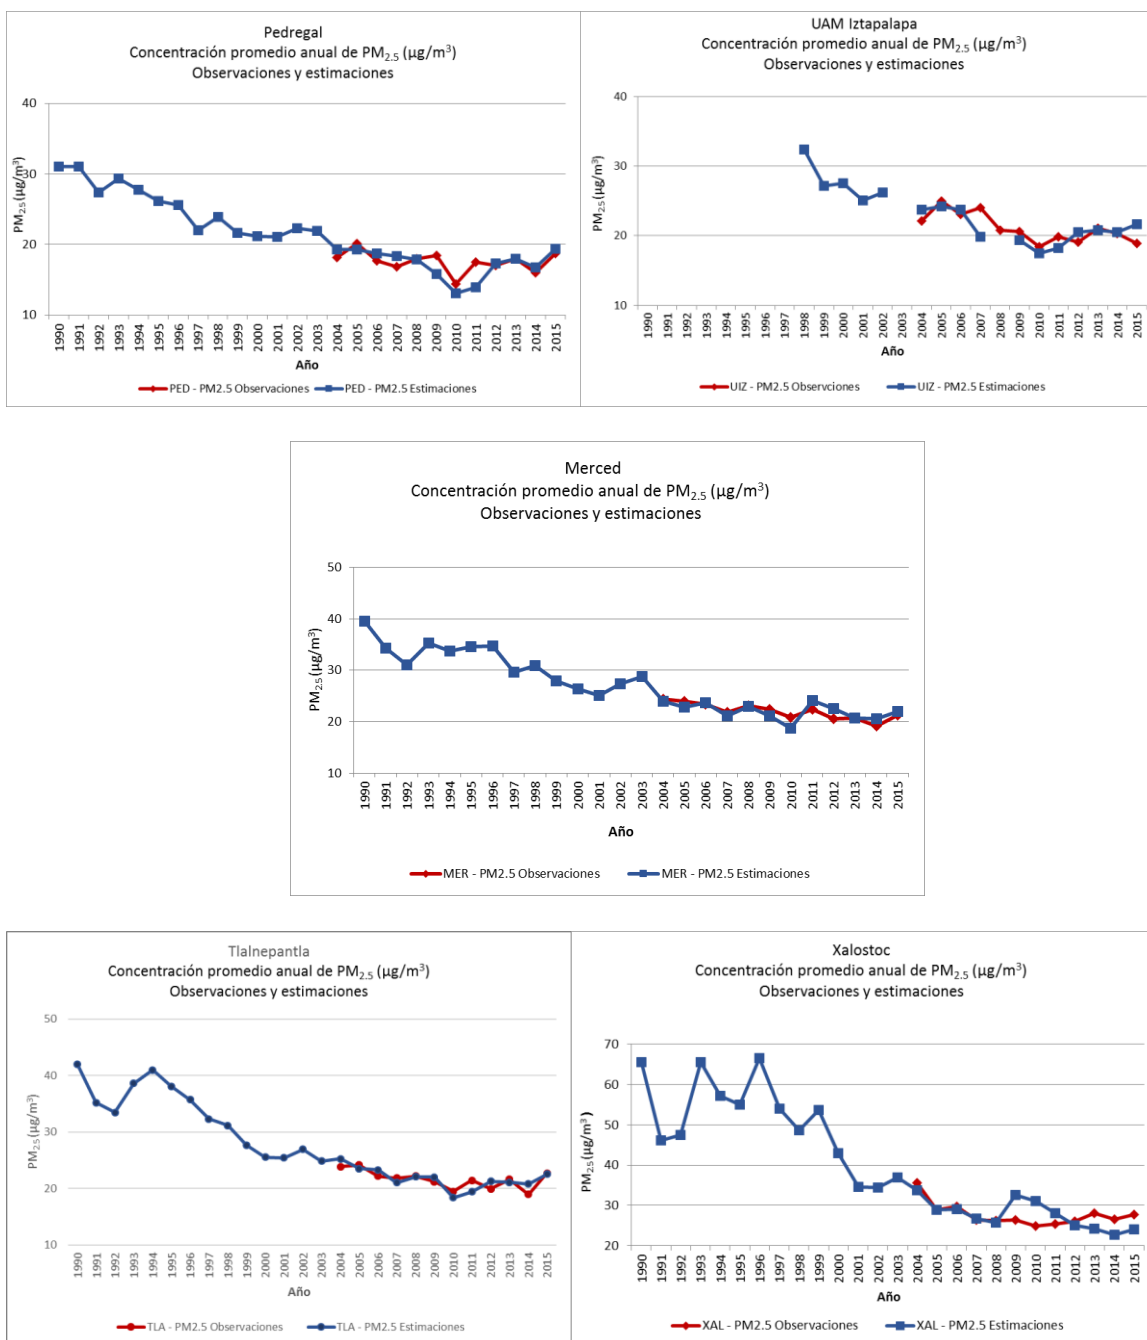 Pedregal
Concentración promedio anual de PM2.5 (µg/m³)
Observaciones y estimaciones
40
30
20
10
PM2.5 (µg/m³)
1990 1991 1992 1993 1994 1995 1996 1997 1998 1999 2000 2001 2002 2003 2004 2005 2006 2007 2008 2009 2010 2011 2012 2013 2014 2015
Año
PED - PM2.5 Observaciones PED - PM2.5 Estimaciones
UAM Iztapalapa
Concentración promedio anual de PM2.5 (µg/m³)
Observaciones y estimaciones
40
30
20
10
PM2.5 (µg/m³)
1990 1991 1992 1993 1994 1995 1996 1997 1998 1999 2000 2001 2002 2003 2004 2005 2006 2007 2008 2009 2010 2011 2012 2013 2014 2015
Año
UIZ - PM2.5 Observciones UIZ - PM2.5 Estimaciones
Merced
Concentración promedio anual de PM2.5 (µg/m³)
Observaciones y estimaciones
50
40
30
20
10
PM2.5 (µg/m³)
1990 1991 1992 1993 1994 1995 1996 1997 1998 1999 2000 2001 2002 2003 2004 2005 2006 2007 2008 2009 2010 2011 2012 2013 2014 2015
Año
MER - PM2.5 Observaciones MER - PM2.5 Estimaciones
Tlalnepantla
Concentración promedio anual de PM2.5 (µg/m³)
Observaciones y estimaciones
50
40
30
20
10
PM2.5 (µg/m³)
1990 1991 1992 1993 1994 1995 1996 1997 1998 1999 2000 2001 2002 2003 2004 2005 2006 2007 2008 2009 2010 2011 2012 2013 2014 2015
Año
TLA - PM2.5 Observaciones TLA - PM2.5 Estimaciones
Xalostoc
Concentración promedio anual de PM2.5 (µg/m³)
Observaciones y estimaciones
70
60
50
40
30
20
PM2.5 (µg/m³)
1990 1991 1992 1993 1994 1995 1996 1997 1998 1999 2000 2001 2002 2003 2004 2005 2006 2007 2008 2009 2010 2011 2012 2013 2014 2015
Año
XAL - PM2.5 Observaciones XAL - PM2.5 Estimaciones